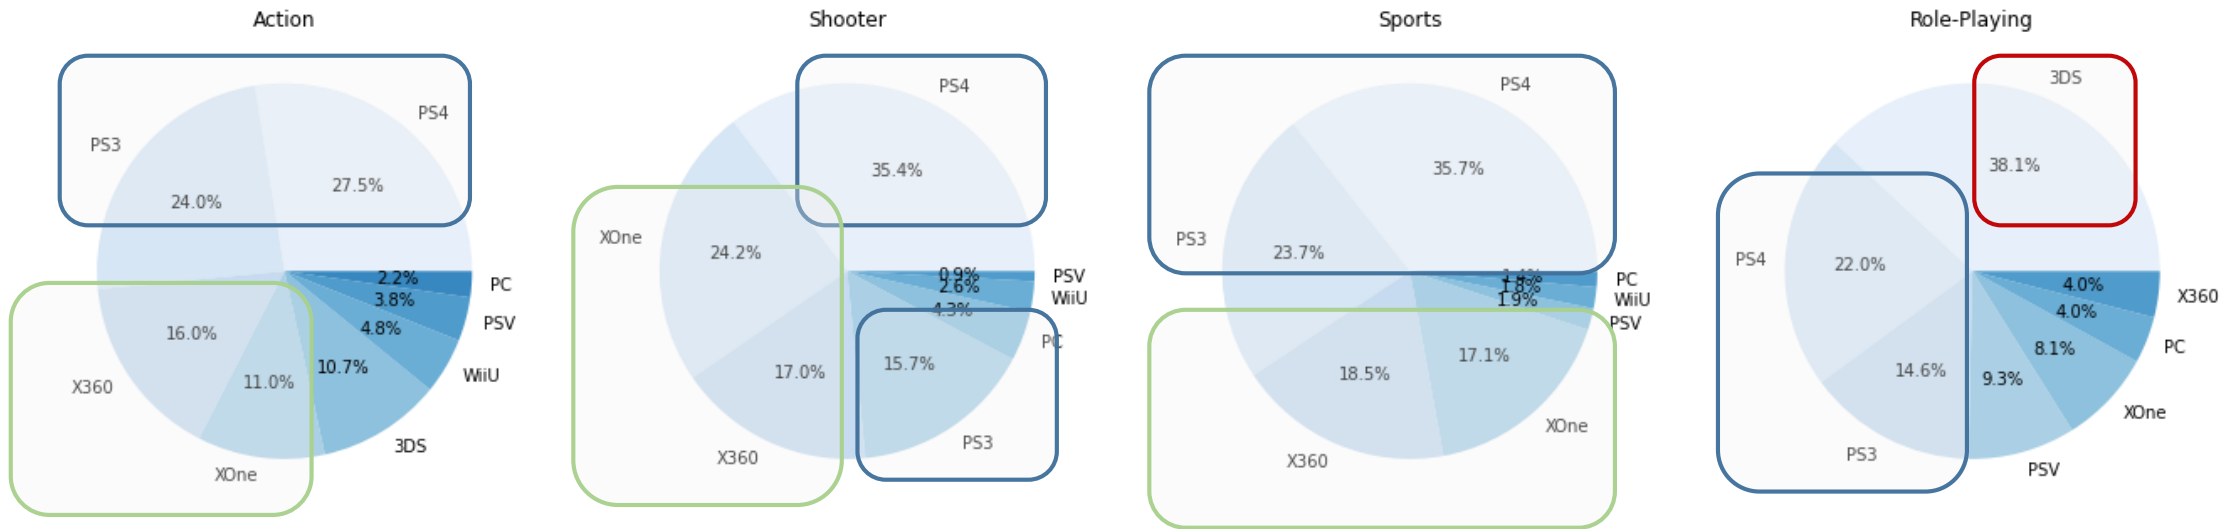 Action
PS4
PS3
27.5%
24.0%
2.2%
PC
3.8%
PSV
4.8%
16.0%
10.7%
WiiU
11.0%
X360
3DS
XOne
Shooter
PS4
35.4%
XOne
24.2%
0.9%
PSV
2.6%
WiiU
4.3%
PC
17.0%
15.7%
PS3
X360
Sports
PS4
35.7%
PS3
23.7%
1.4%
PC
1.8%
WiiU
1.9%
PSV
17.1%
18.5%
XOne
X360
Role-Playing
3DS
38.1%
PS4
22.0%
4.0%
X360
4.0%
PC
8.1%
14.6%
9.3%
XOne
PS3
PSV